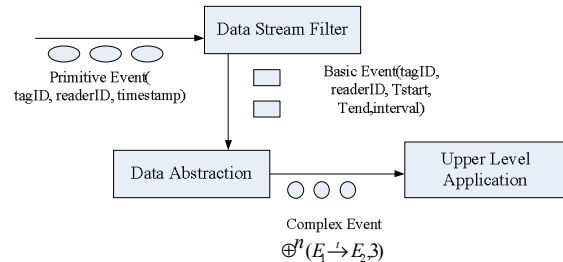 Data Stream Filter
Primitive Event(
tagID, readerID, timestamp)
Basic Event(tagID,
readerID, Tstart,
Tend,interval)
Data Abstraction
Upper Level
Application
Complex Event
⊕ⁿ(E₁ →ᵗ E₂,3)